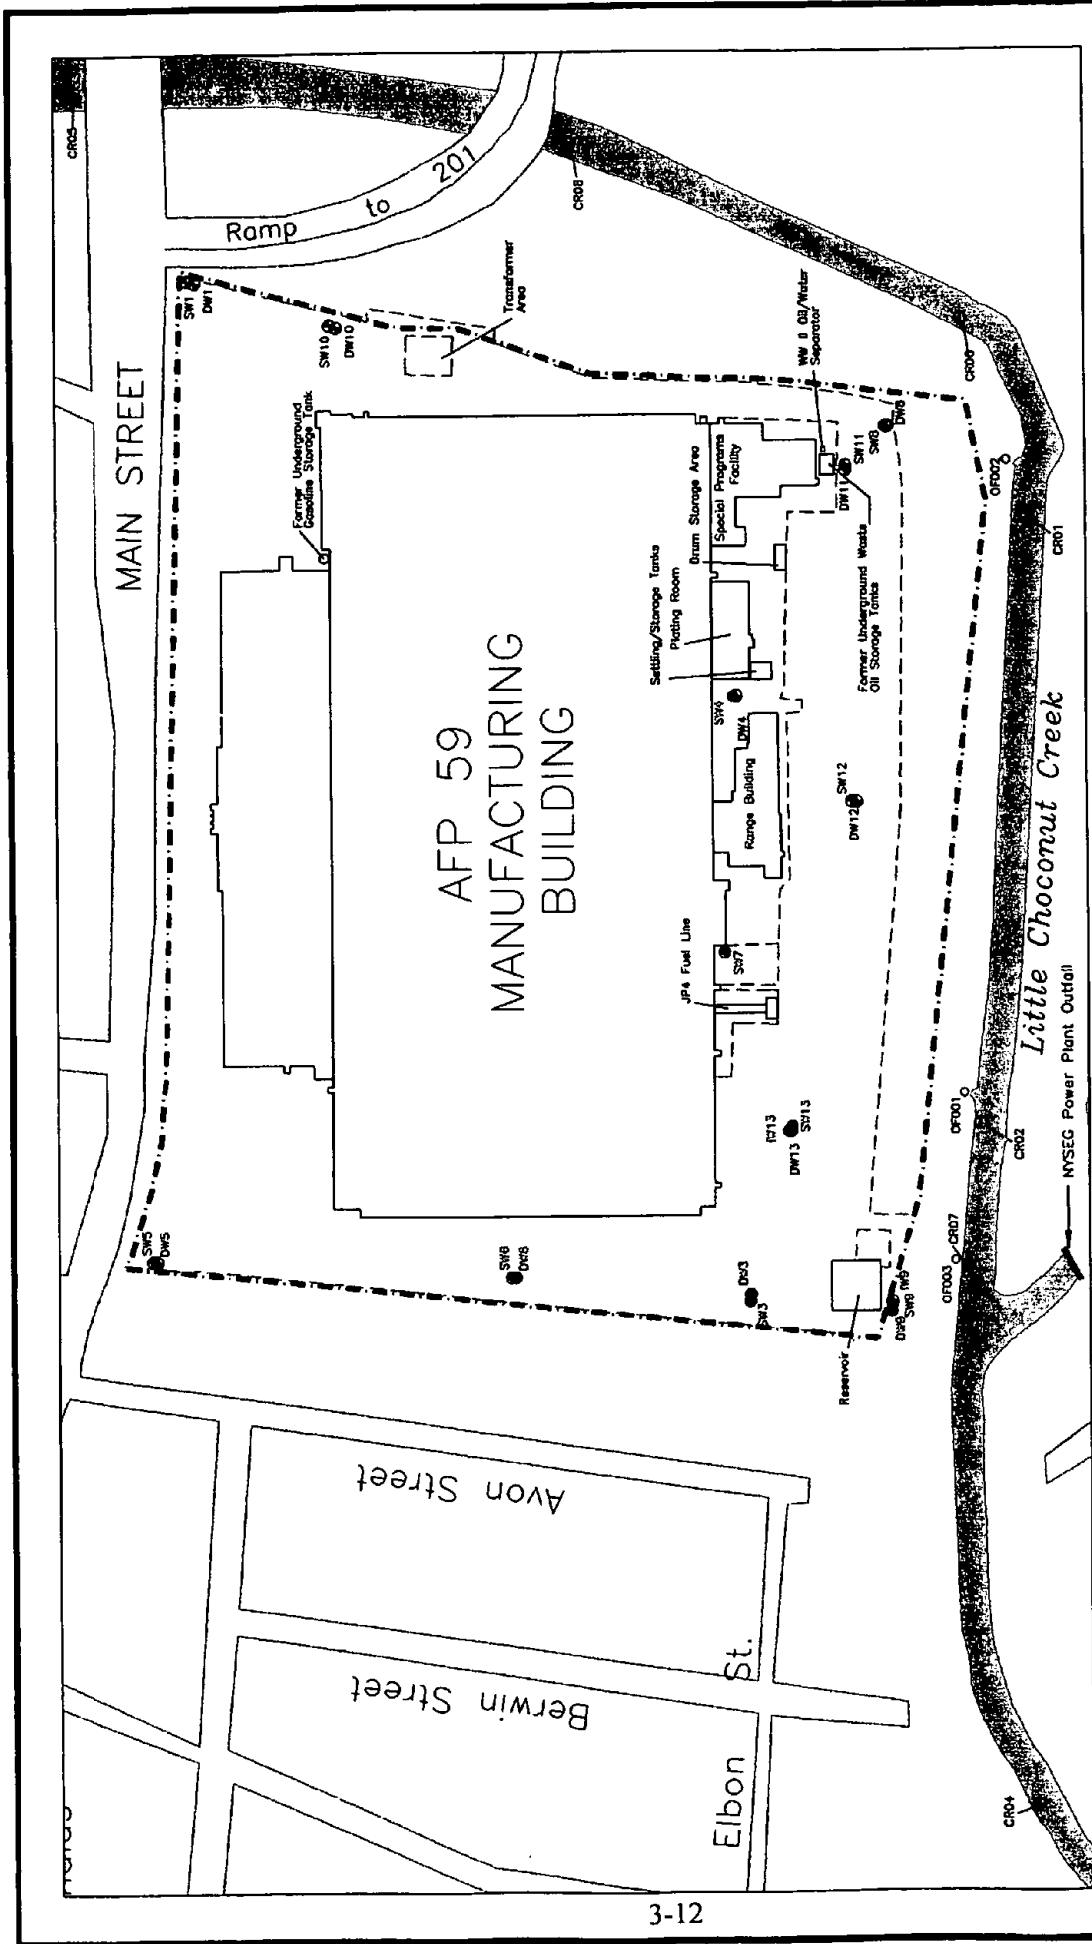 CR05
Ramp
to
201
CR08
MAIN STREET
SW1
DW1
SW10
DW10
Transformer
Area
Former Underground
Gasoline Storage Tank
Oil/Water
Separator
CR06
SW11
DW11
SW8
DW8
OF002
CR01
Special Programs
Facility
Drum Storage Area
Settling/Storage Tanks
Plating Room
Former Underground Waste
Oil Storage Tanks
AFP 59
MANUFACTURING
BUILDING
DW4
Range Building
SW12
DW12
SW7
JP4 Fuel Line
Little Choconut Creek
NYSEG Power Plant Outfall
OF001
CR02
DW13
SW13
CR07
OF003
SW5
DW5
SW6
DW3
SW3
Reservoir
DW9
SW9
Avon Street
Berwin Street
Elbon
St.
CR04
3-12